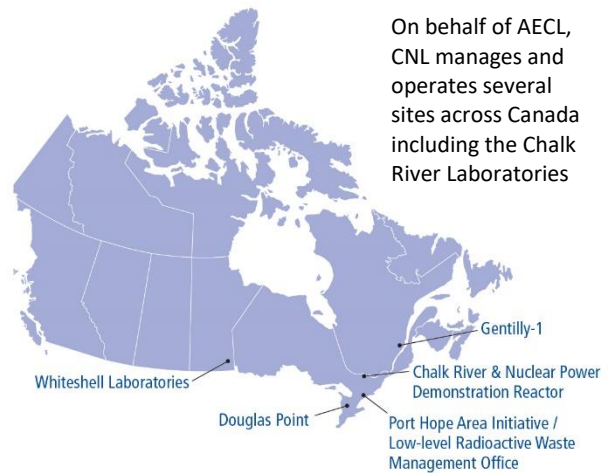 On behalf of AECL,
CNL manages and
operates several
sites across Canada
including the Chalk
River Laboratories
Gentilly-1
Chalk River & Nuclear Power
Demonstration Reactor
Whiteshell Laboratories
Douglas Point
Port Hope Area Initiative /
Low-level Radioactive Waste
Management Office